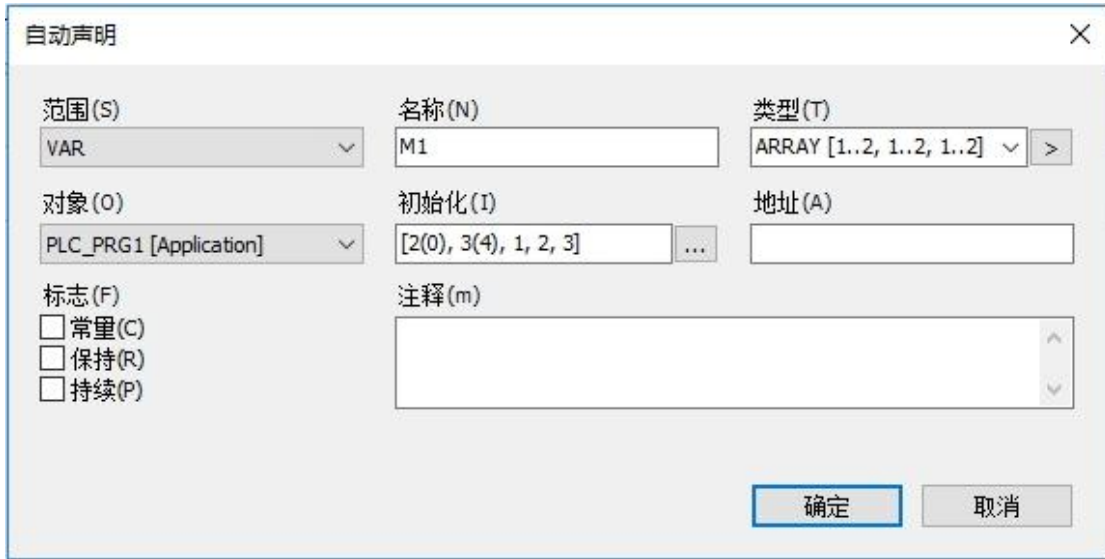 自动声明
范围(S) 名称(N) 类型(T)
VAR M1 ARRAY [1..2, 1..2, 1..2] >
对象(O) 初始化(I) 地址(A)
PLC_PRG1 [Application] [2(0), 3(4), 1, 2, 3] ...
标志(F) 注释(m)
常量(C)
保持(R)
持续(P)
确定 取消